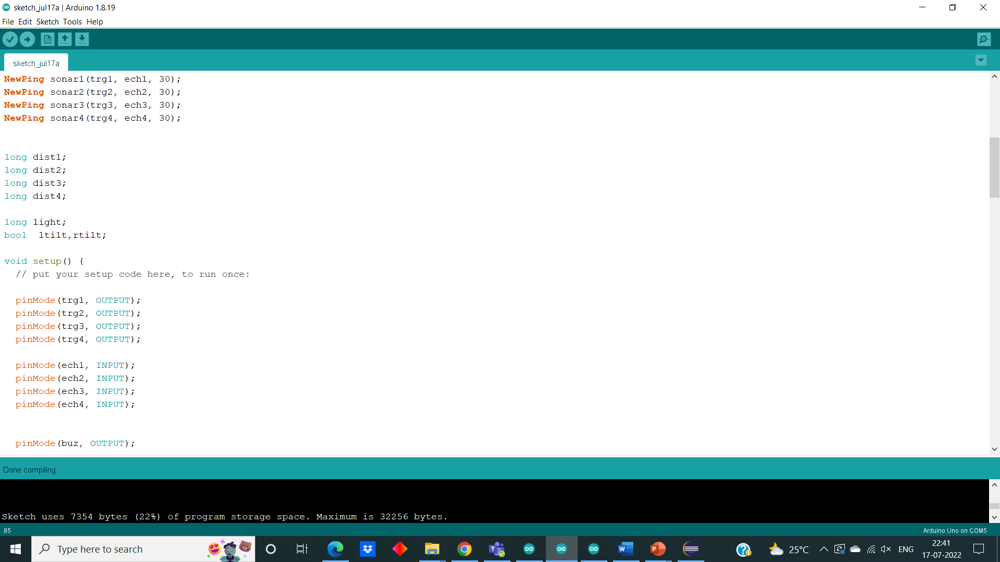 sketch_jul17a | Arduino 1.8.19
File Edit Sketch Tools Help
sketch_jul17a
NewPing sonar1(trg1, ech1, 30);
NewPing sonar2(trg2, ech2, 30);
NewPing sonar3(trg3, ech3, 30);
NewPing sonar4(trg4, ech4, 30);
long dist1;
long dist2;
long dist3;
long dist4;
long light;
bool  ltilt,rtilt;
void setup() {
  // put your setup code here, to run once:
  pinMode(trg1, OUTPUT);
  pinMode(trg2, OUTPUT);
  pinMode(trg3, OUTPUT);
  pinMode(trg4, OUTPUT);
  pinMode(ech1, INPUT);
  pinMode(ech2, INPUT);
  pinMode(ech3, INPUT);
  pinMode(ech4, INPUT);
  pinMode(buz, OUTPUT);
Done compiling.
Sketch uses 7354 bytes (22%) of program storage space. Maximum is 32256 bytes.
85
Arduino Uno on COM5
Type here to search
25°C
ENG
22:41
17-07-2022